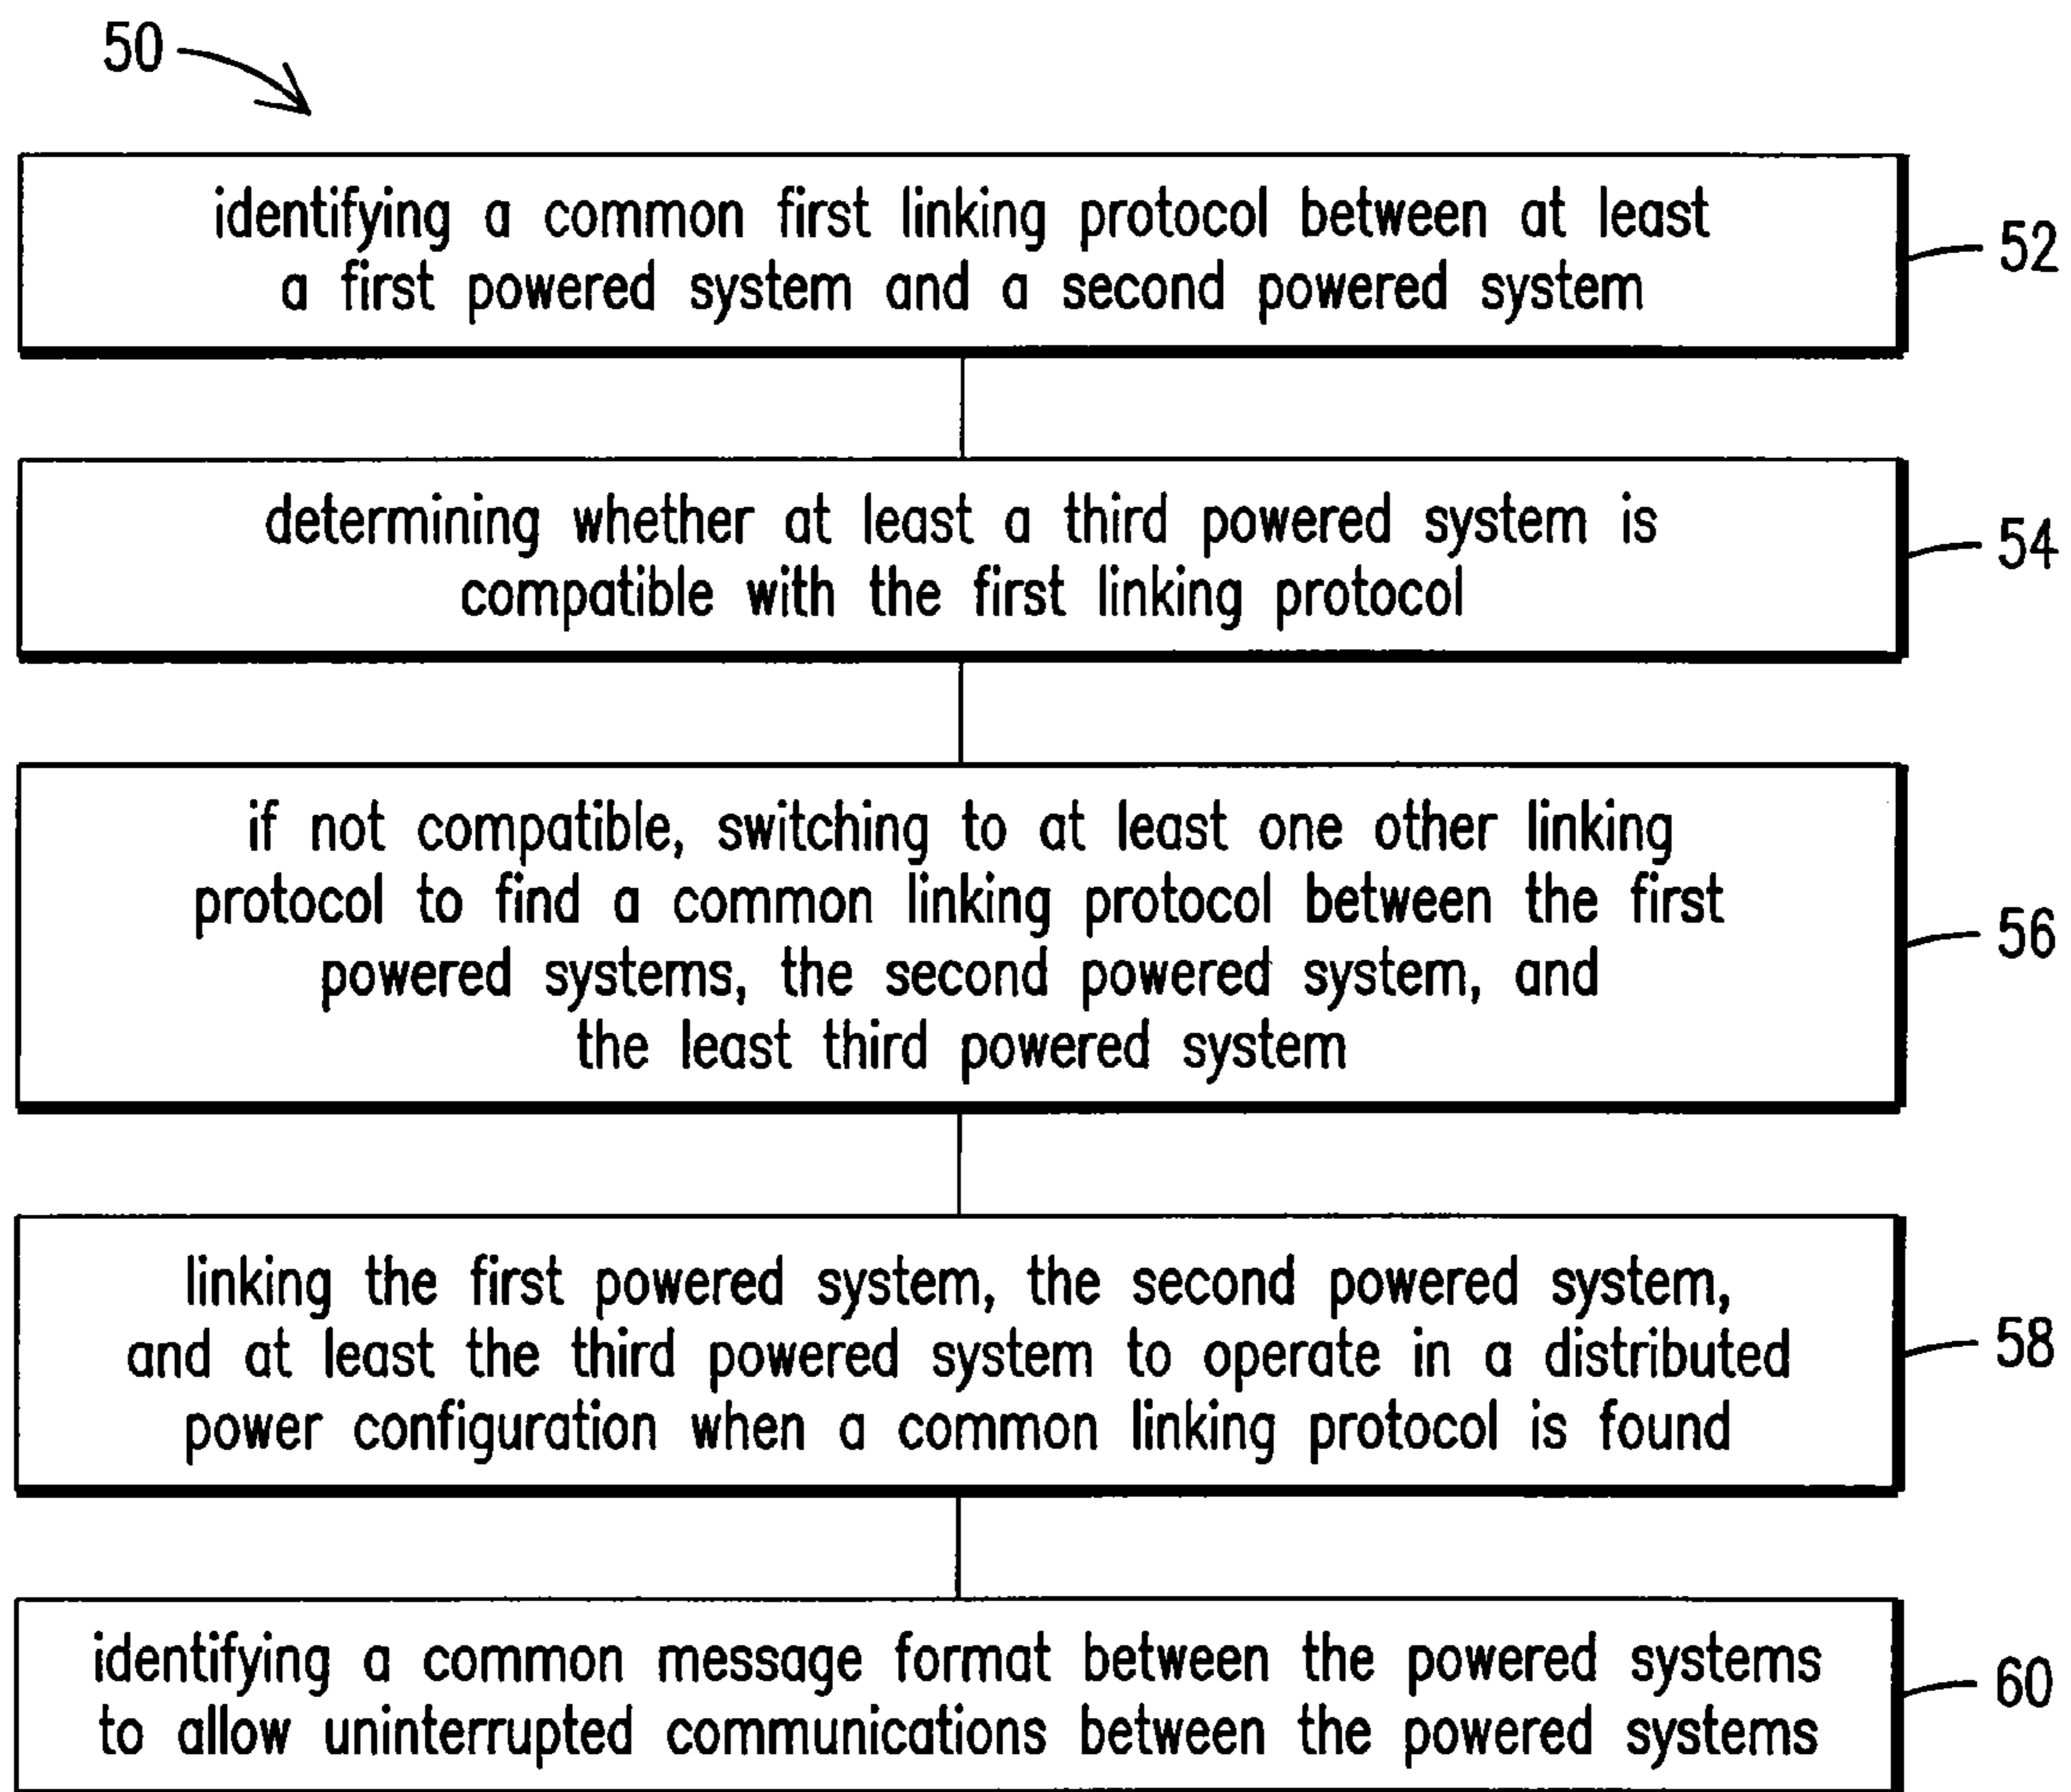 50
identifying a common first linking protocol between at least
a first powered system and a second powered system
52
determining whether at least a third powered system is
compatible with the first linking protocol
54
if not compatible, switching to at least one other linking
protocol to find a common linking protocol between the first
powered systems, the second powered system, and
the least third powered system
56
linking the first powered system, the second powered system,
and at least the third powered system to operate in a distributed
power configuration when a common linking protocol is found
58
identifying a common message format between the powered systems
to allow uninterrupted communications between the powered systems
60